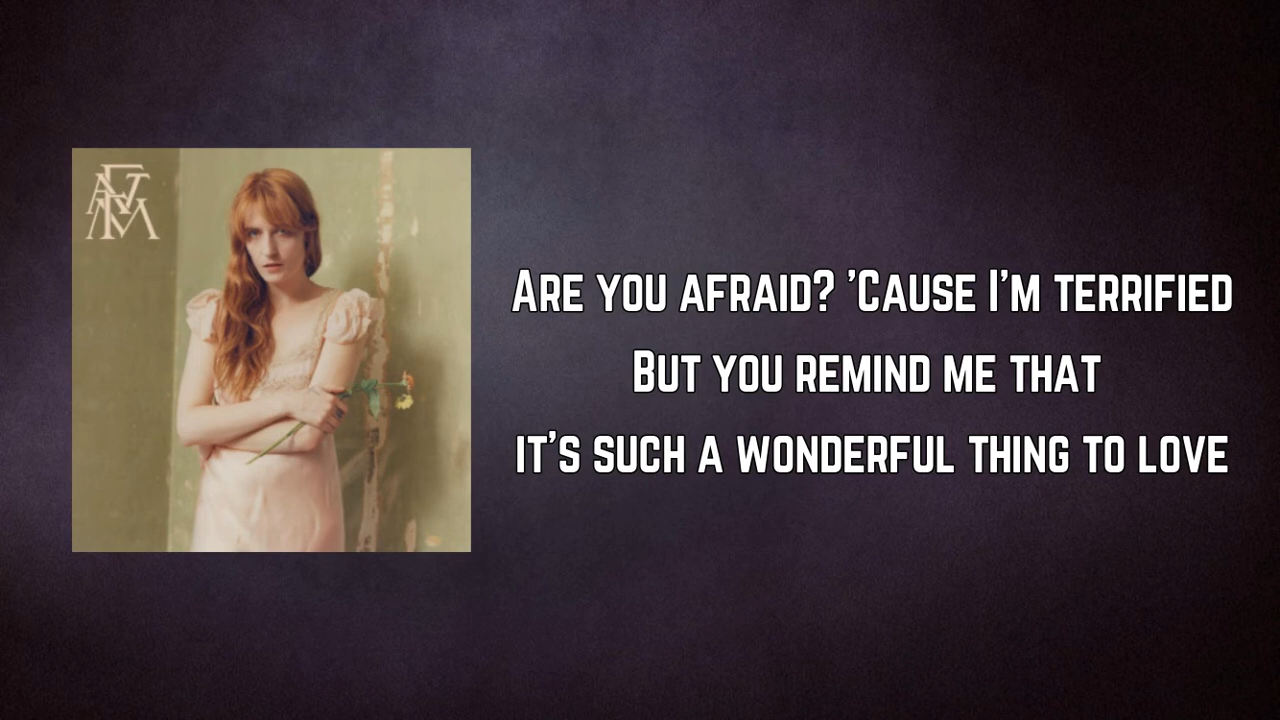 Are you afraid? 'Cause I'm terrified
But you remind me that
it's such a wonderful thing to love